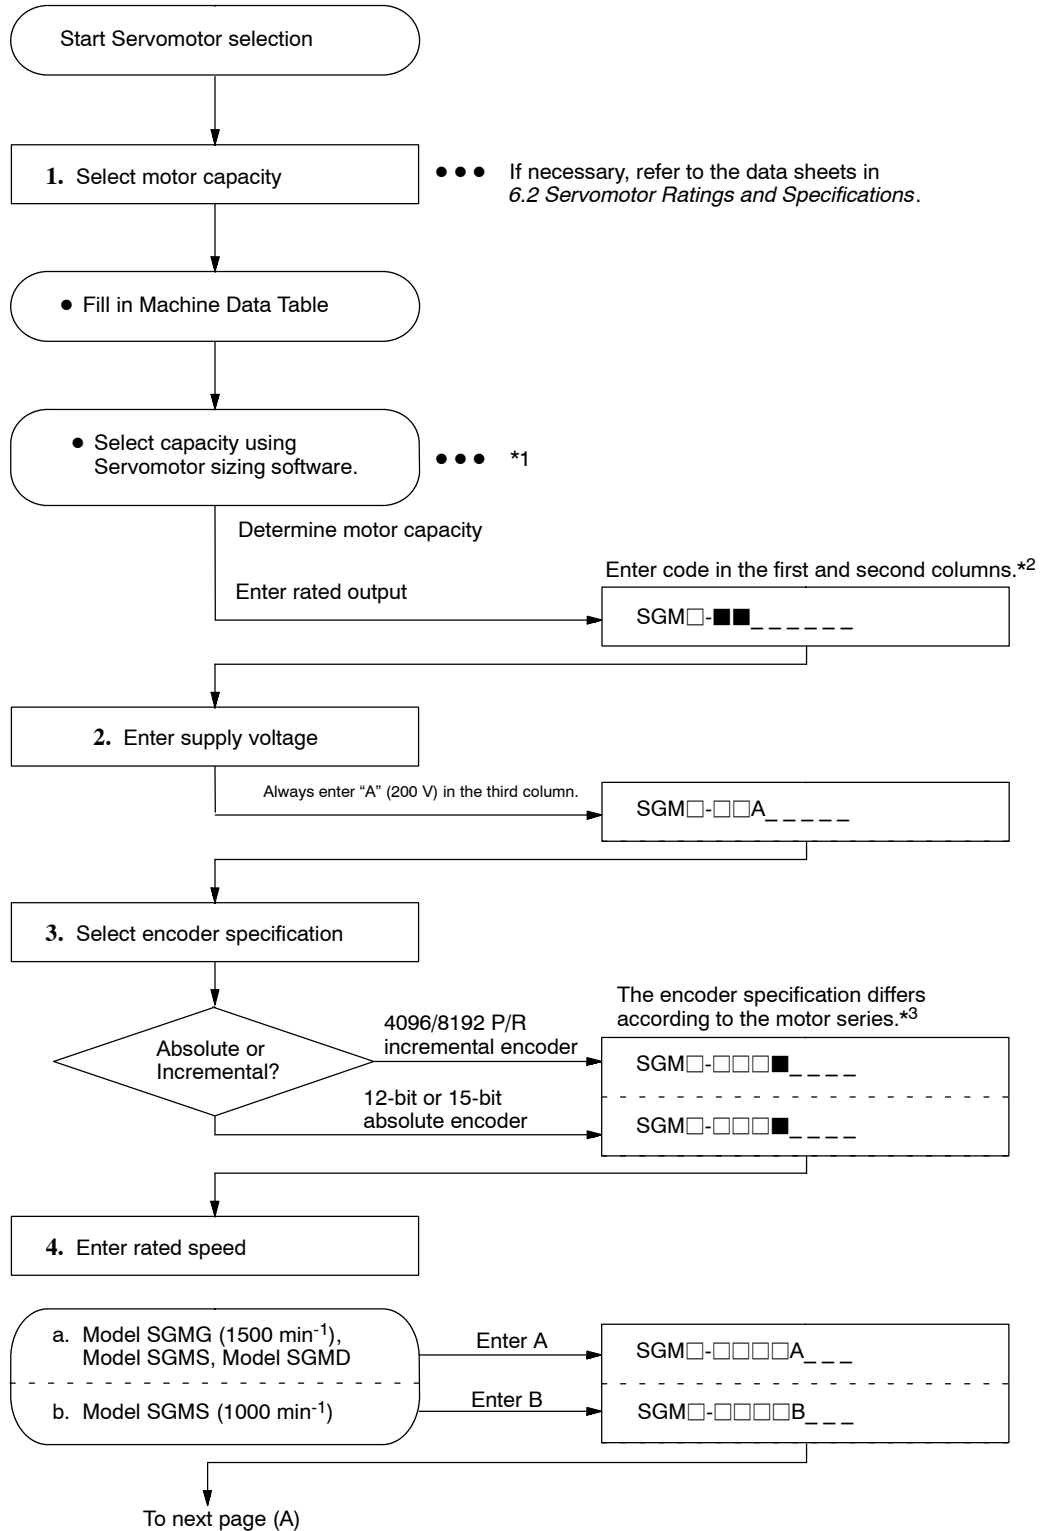 Start Servomotor selection
1. Select motor capacity
●●● If necessary, refer to the data sheets in
6.2 Servomotor Ratings and Specifications.
● Fill in Machine Data Table
● Select capacity using
Servomotor sizing software.
●●● *1
Determine motor capacity
Enter rated output
Enter code in the first and second columns.*2
SGM□-■■_ _ _ _ _ _
2. Enter supply voltage
Always enter “A” (200 V) in the third column.
SGM□-□□A_ _ _ _ _
3. Select encoder specification
Absolute or
Incremental?
4096/8192 P/R
incremental encoder
12-bit or 15-bit
absolute encoder
The encoder specification differs
according to the motor series.*3
SGM□-□□□■_ _ _ _
SGM□-□□□■_ _ _ _
4. Enter rated speed
a. Model SGMG (1500 min-1),
Model SGMS, Model SGMD
Enter A
SGM□-□□□□A_ _ _
b. Model SGMS (1000 min-1)
Enter B
SGM□-□□□□B_ _ _
To next page (A)